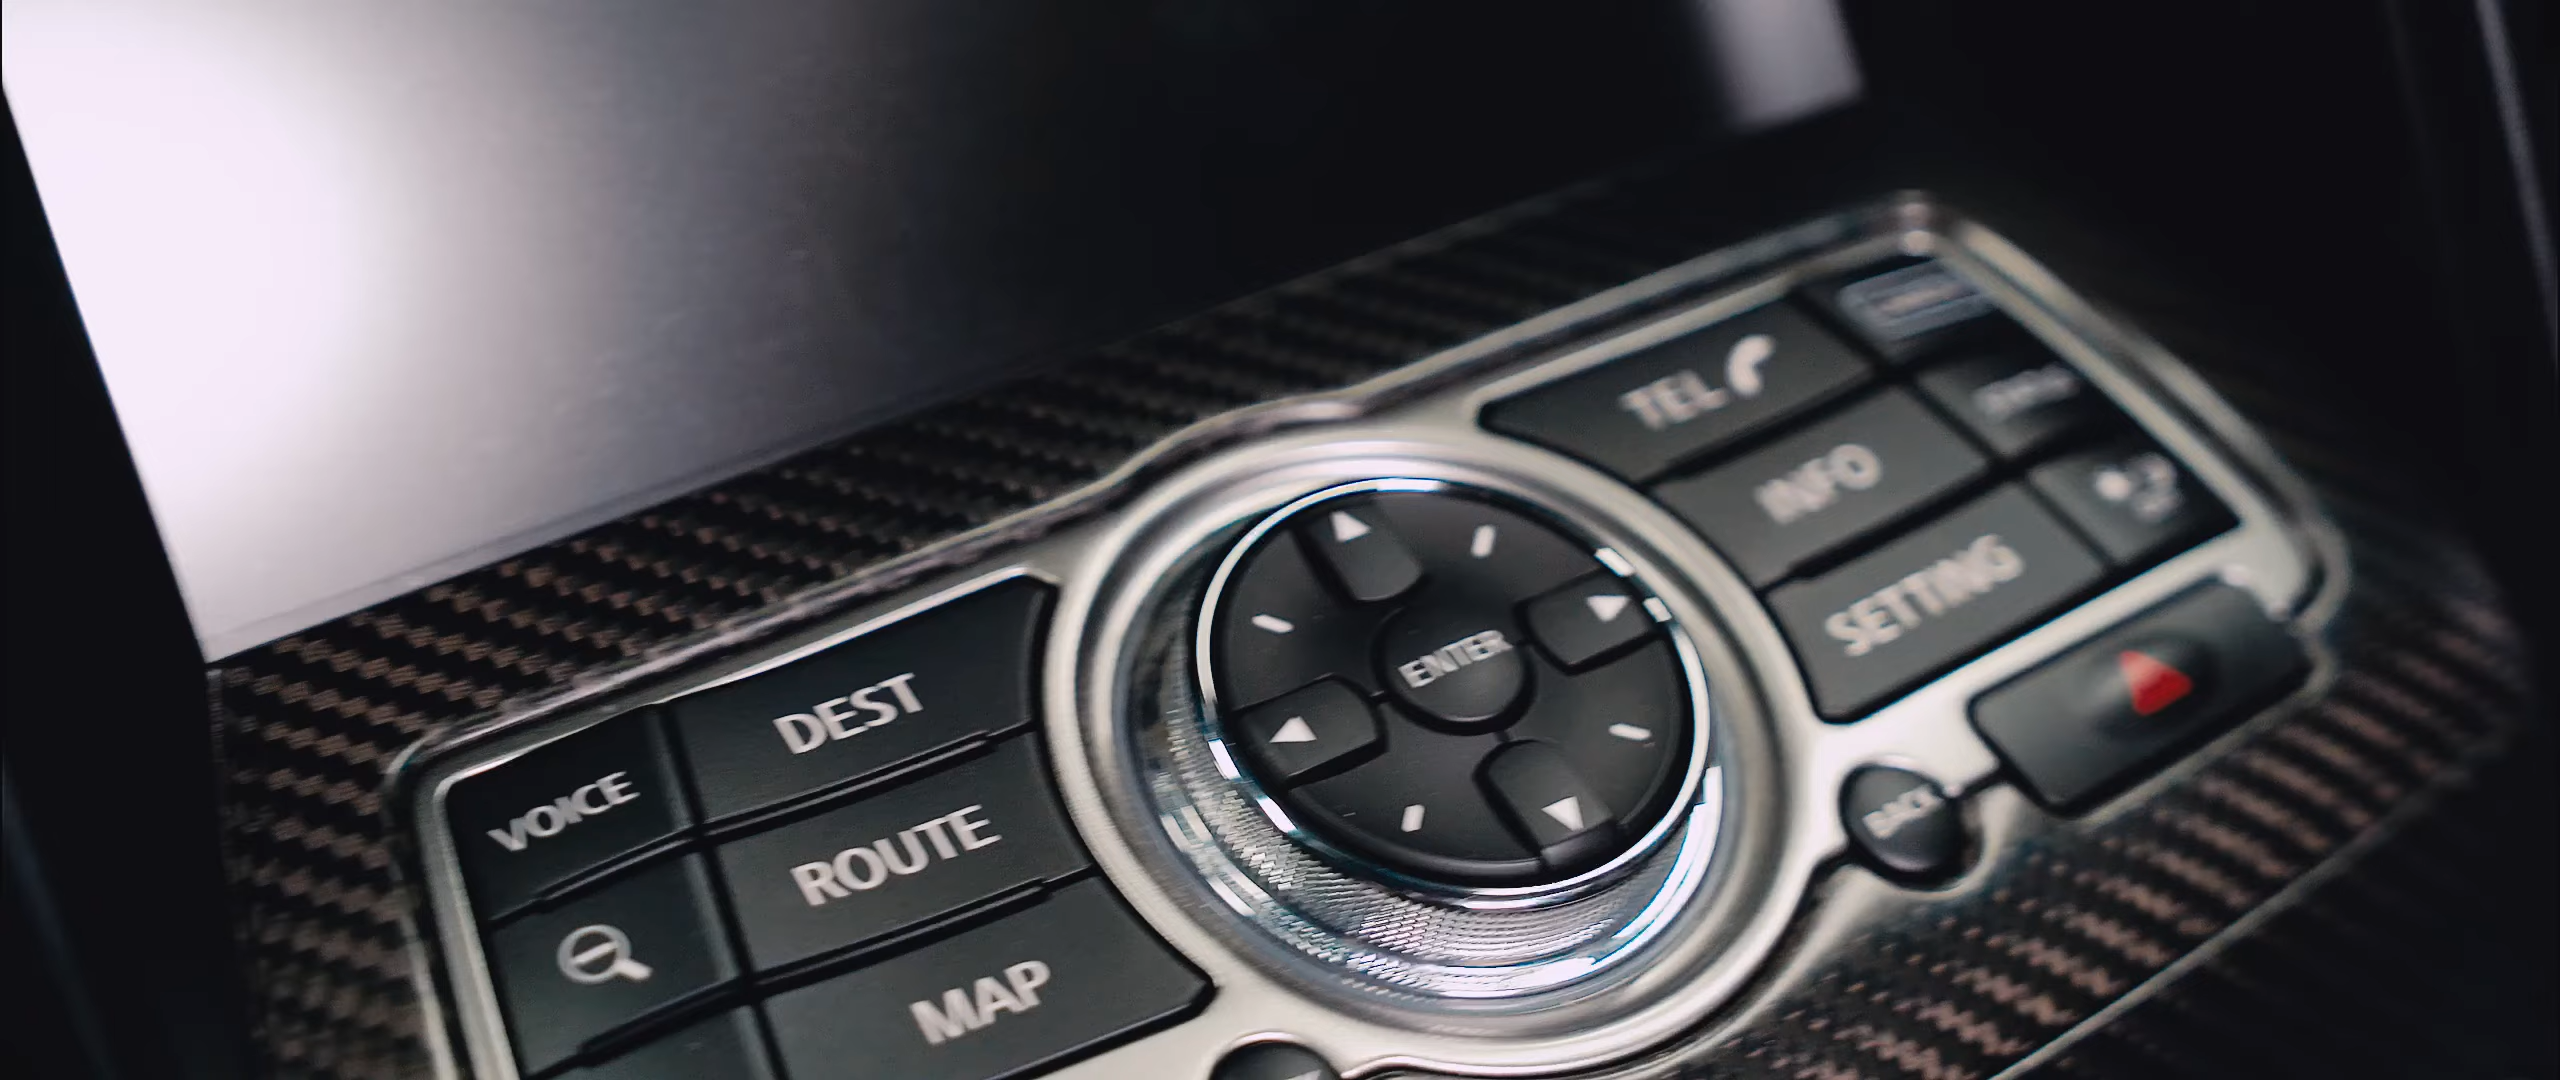 TEL
INFO
SETTING
ENTER
BACK
DEST
VOICE
ROUTE
MAP